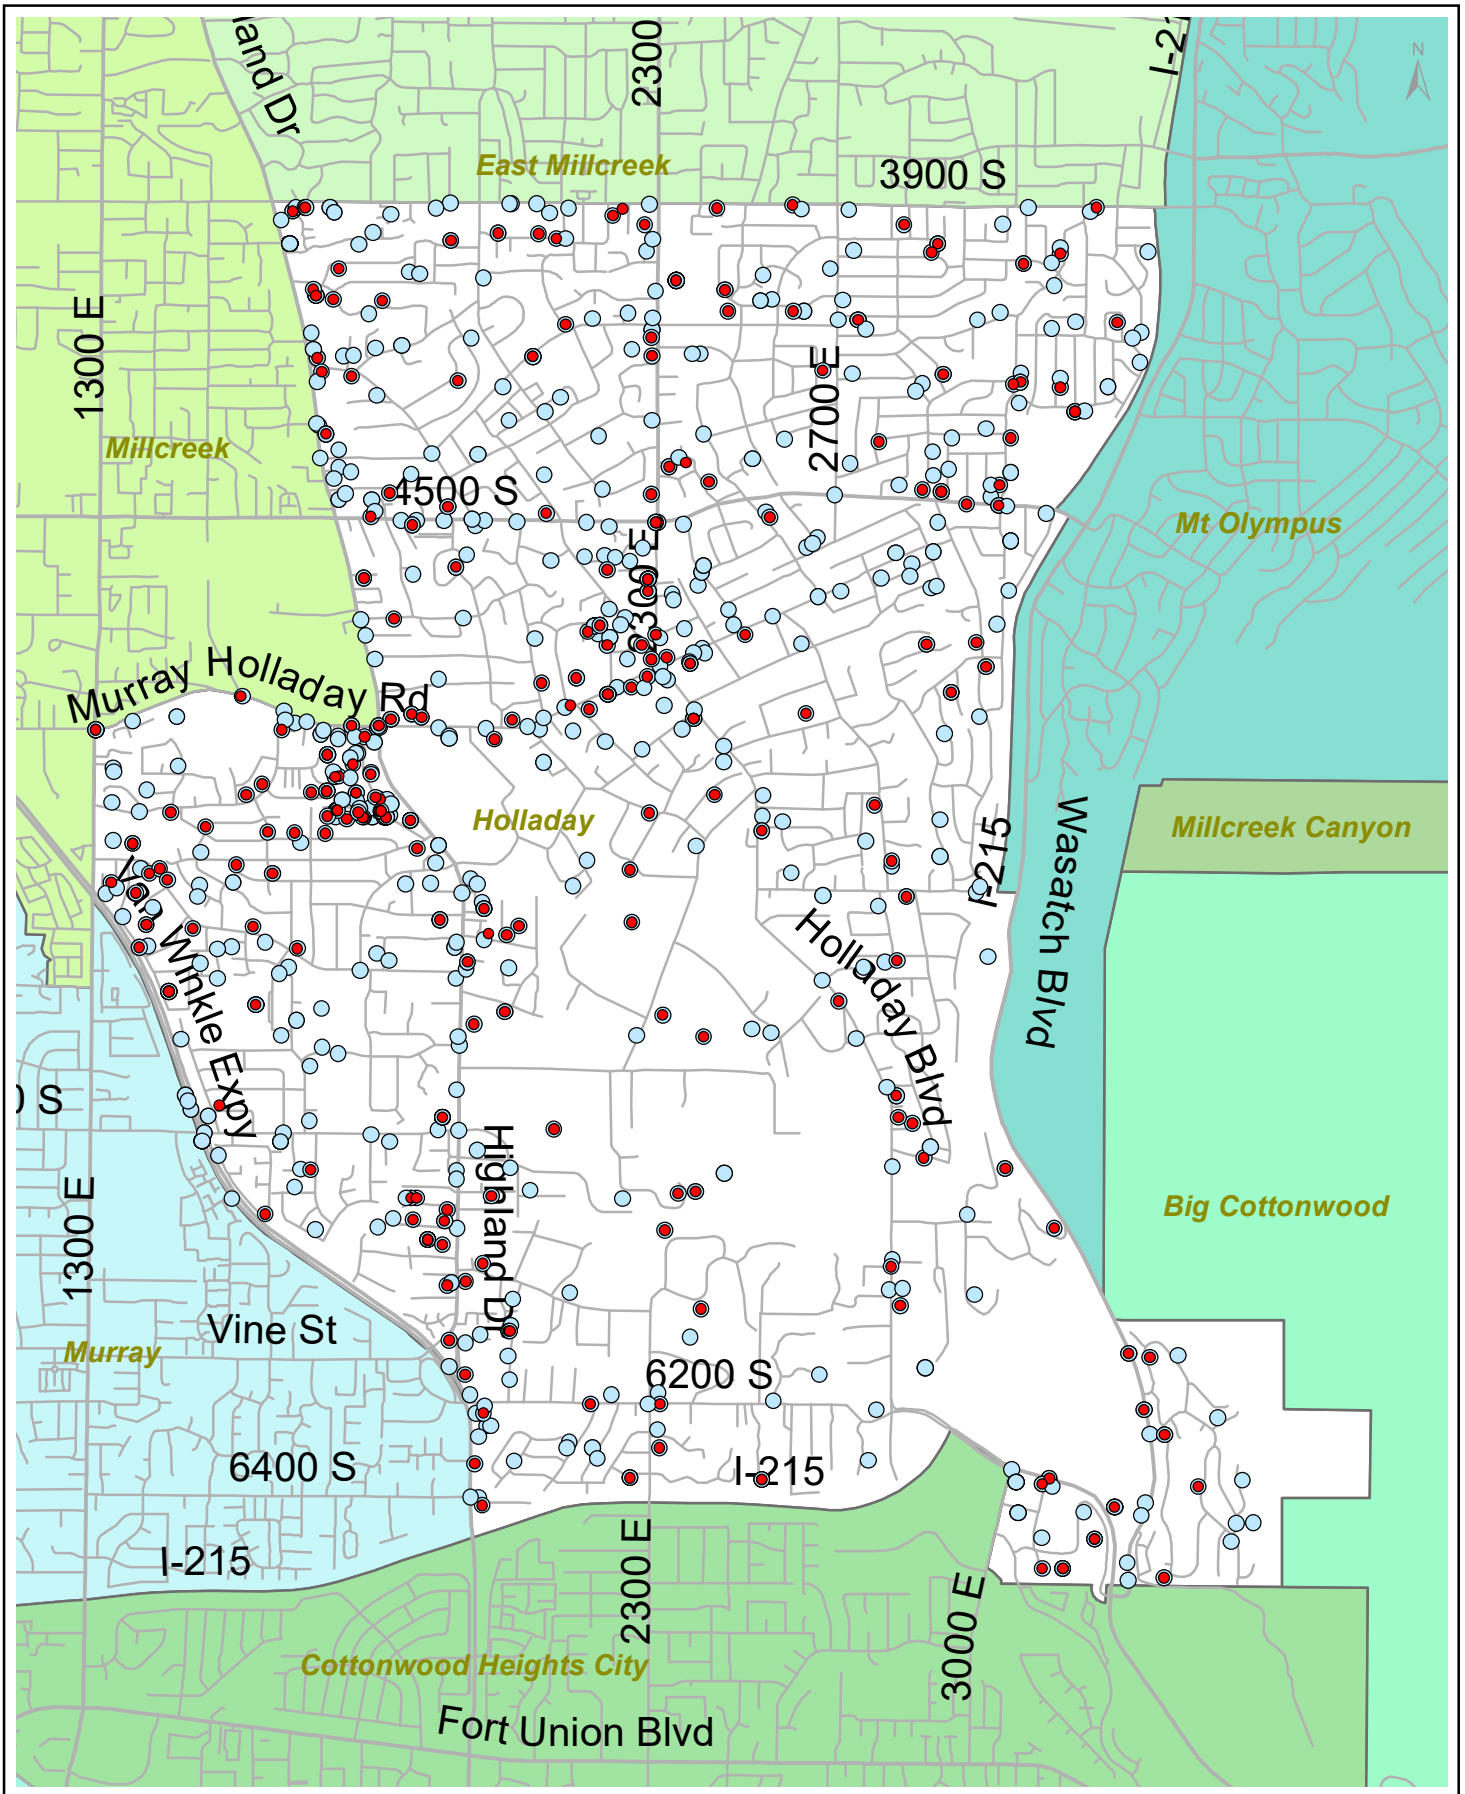 land Dr
2300
I-21
N
East Millcreek
3900 S
1300 E
2700 E
Millcreek
4500 S
Mt Olympus
2300 E
Murray Holladay Rd
Holladay
Millcreek Canyon
I-215
Wasatch Blvd
Van Winkle Expy
Holladay Blvd
0 S
Highland Dr
1300 E
Big Cottonwood
Vine St
Murray
6200 S
6400 S
I-215
I-215
2300 E
3000 E
Cottonwood Heights City
Fort Union Blvd